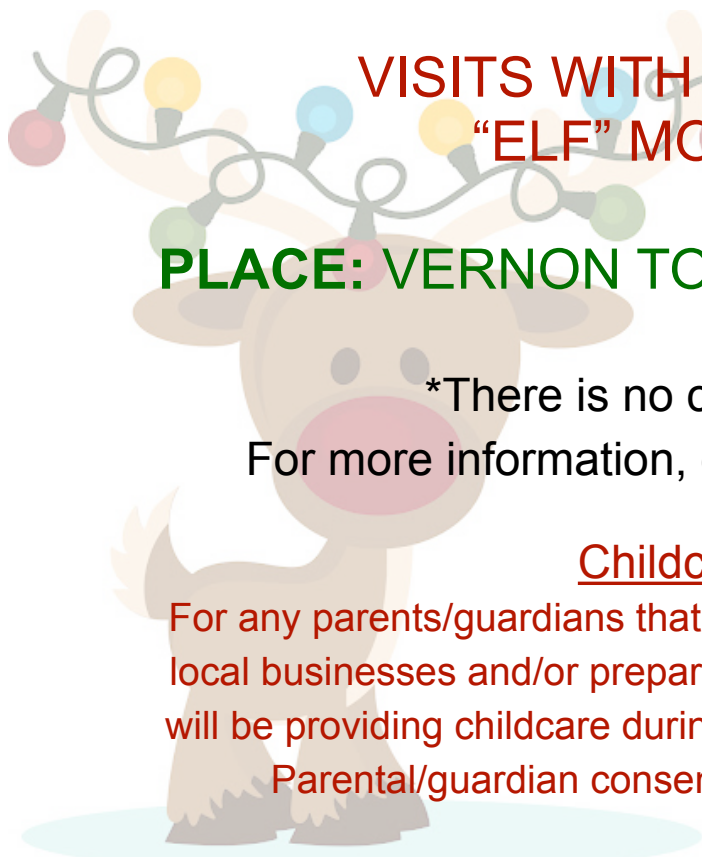 VISITS WITH
“ELF” MO
PLACE: VERNON TO
*There is no c
For more information,
Childc
For any parents/guardians that
local businesses and/or prepar
will be providing childcare durin
Parental/guardian conser